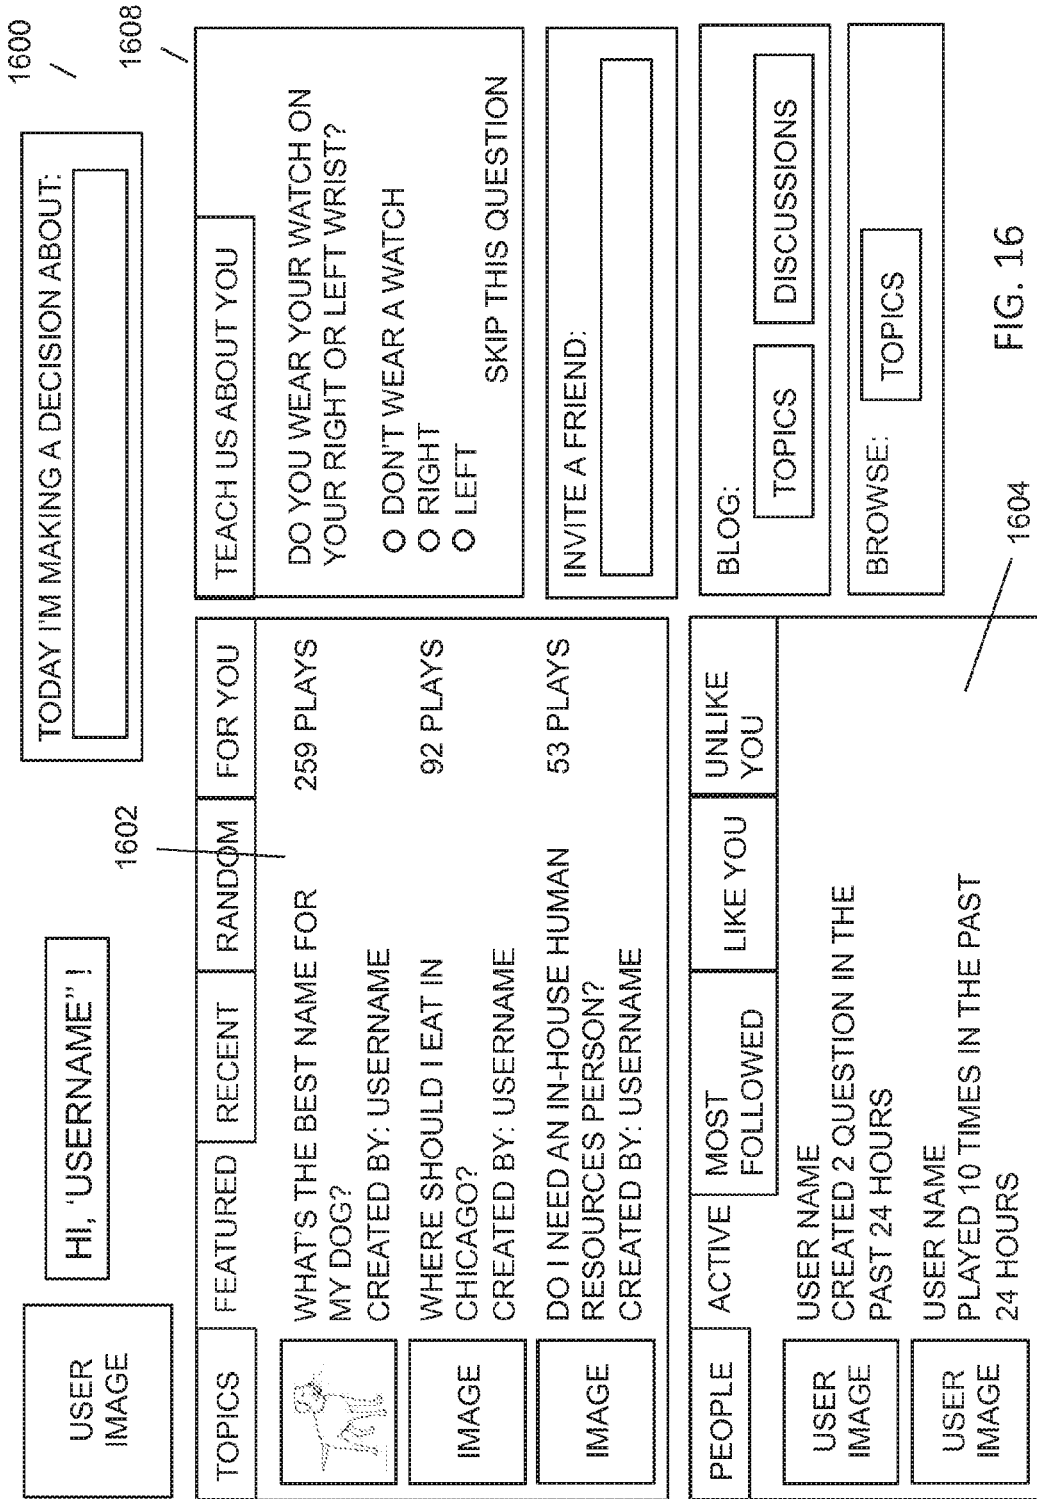 1600
USER
IMAGE
HI, "USERNAME" !
TODAY I'M MAKING A DECISION ABOUT:
1602
1608
TOPICS
FEATURED
RECENT
RANDOM
FOR YOU
WHAT'S THE BEST NAME FOR
MY DOG?
CREATED BY: USERNAME
259 PLAYS
IMAGE
WHERE SHOULD I EAT IN
CHICAGO?
CREATED BY: USERNAME
92 PLAYS
IMAGE
DO I NEED AN IN-HOUSE HUMAN
RESOURCES PERSON?
CREATED BY: USERNAME
53 PLAYS
PEOPLE
ACTIVE
MOST
FOLLOWED
LIKE YOU
UNLIKE
YOU
USER
IMAGE
USER NAME
CREATED 2 QUESTION IN THE
PAST 24 HOURS
USER
IMAGE
USER NAME
PLAYED 10 TIMES IN THE PAST
24 HOURS
1604
TEACH US ABOUT YOU
DO YOU WEAR YOUR WATCH ON
YOUR RIGHT OR LEFT WRIST?
DON'T WEAR A WATCH
RIGHT
LEFT
SKIP THIS QUESTION
INVITE A FRIEND:
BLOG:
TOPICS
DISCUSSIONS
BROWSE:
TOPICS
FIG. 16